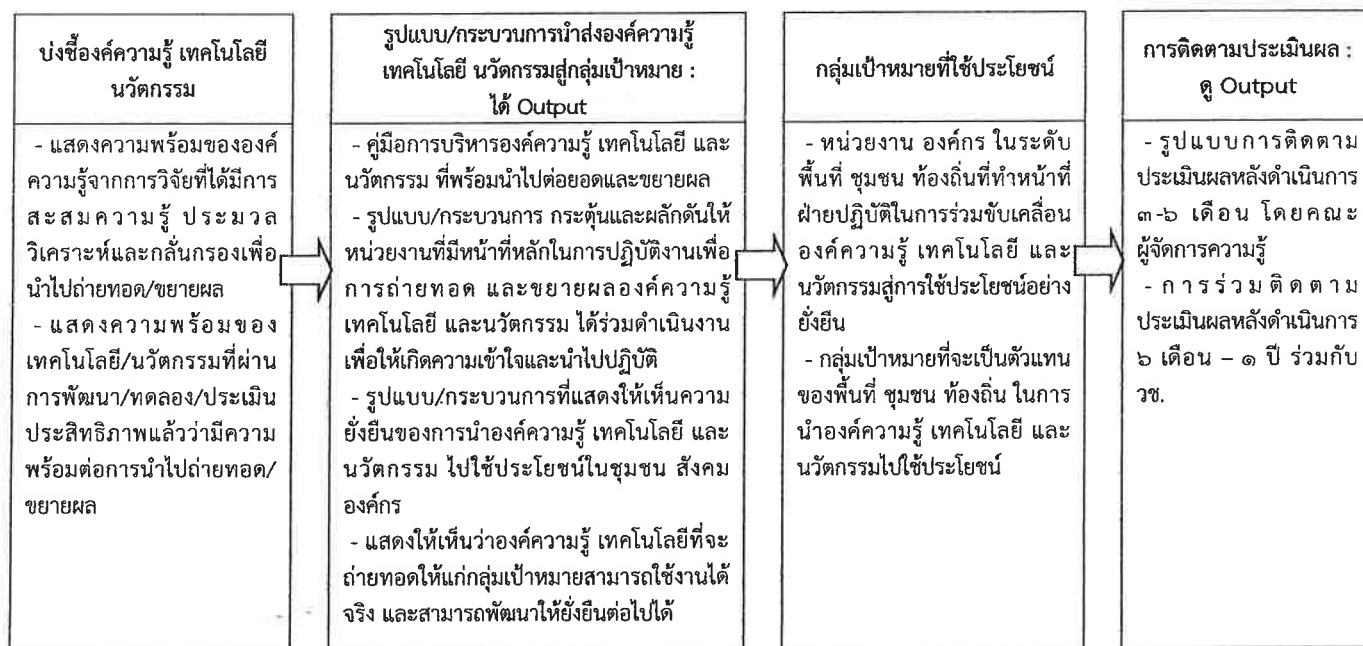 บ่งชี้องค์ความรู้ เทคโนโลยี
นวัตกรรม
- แสดงความพร้อมขององค์
ความรู้จากการวิจัยที่ได้มีการ
สะสมความรู้ ประมวล
วิเคราะห์และกลั่นกรองเพื่อ
นำไปถ่ายทอด/ขยายผล
- แสดงความพร้อมของ
เทคโนโลยี/นวัตกรรมที่ผ่าน
การพัฒนา/ทดลอง/ประเมิน
ประสิทธิภาพแล้วว่ามีความ
พร้อมต่อการนำไปถ่ายทอด/
ขยายผล
รูปแบบ/กระบวนการนำส่งองค์ความรู้
เทคโนโลยี นวัตกรรมสู่กลุ่มเป้าหมาย :
ได้ Output
- คู่มือการบริหารองค์ความรู้ เทคโนโลยี และ
นวัตกรรม ที่พร้อมนำไปต่อยอดและขยายผล
- รูปแบบ/กระบวนการ กระตุ้นและผลักดันให้
หน่วยงานที่มีหน้าที่หลักในการปฏิบัติงานเพื่อ
การถ่ายทอด และขยายผลองค์ความรู้
เทคโนโลยี และนวัตกรรม ได้ร่วมดำเนินงาน
เพื่อให้เกิดความเข้าใจและนำไปปฏิบัติ
- รูปแบบ/กระบวนการที่แสดงให้เห็นความ
ยั่งยืนของการนำองค์ความรู้ เทคโนโลยี และ
นวัตกรรม ไปใช้ประโยชน์ในชุมชน สังคม
องค์กร
- แสดงให้เห็นว่าองค์ความรู้ เทคโนโลยีที่จะ
ถ่ายทอดให้แก่กลุ่มเป้าหมายสามารถใช้งานได้
จริง และสามารถพัฒนาให้ยั่งยืนต่อไปได้
กลุ่มเป้าหมายที่ใช้ประโยชน์
- หน่วยงาน องค์กร ในระดับ
พื้นที่ ชุมชน ท้องถิ่นที่ทำหน้าที่
ฝ่ายปฏิบัติในการร่วมขับเคลื่อน
องค์ความรู้ เทคโนโลยี และ
นวัตกรรมสู่การใช้ประโยชน์อย่าง
ยั่งยืน
- กลุ่มเป้าหมายที่จะเป็นตัวแทน
ของพื้นที่ ชุมชน ท้องถิ่น ในการ
นำองค์ความรู้ เทคโนโลยี และ
นวัตกรรมไปใช้ประโยชน์
การติดตามประเมินผล :
ดู Output
- รูปแบบการติดตาม
ประเมินผลหลังดำเนินการ
๓-๖ เดือน โดยคณะ
ผู้จัดการความรู้
- การร่วมติดตาม
ประเมินผลหลังดำเนินการ
๖ เดือน – ๑ ปี ร่วมกับ
วช.